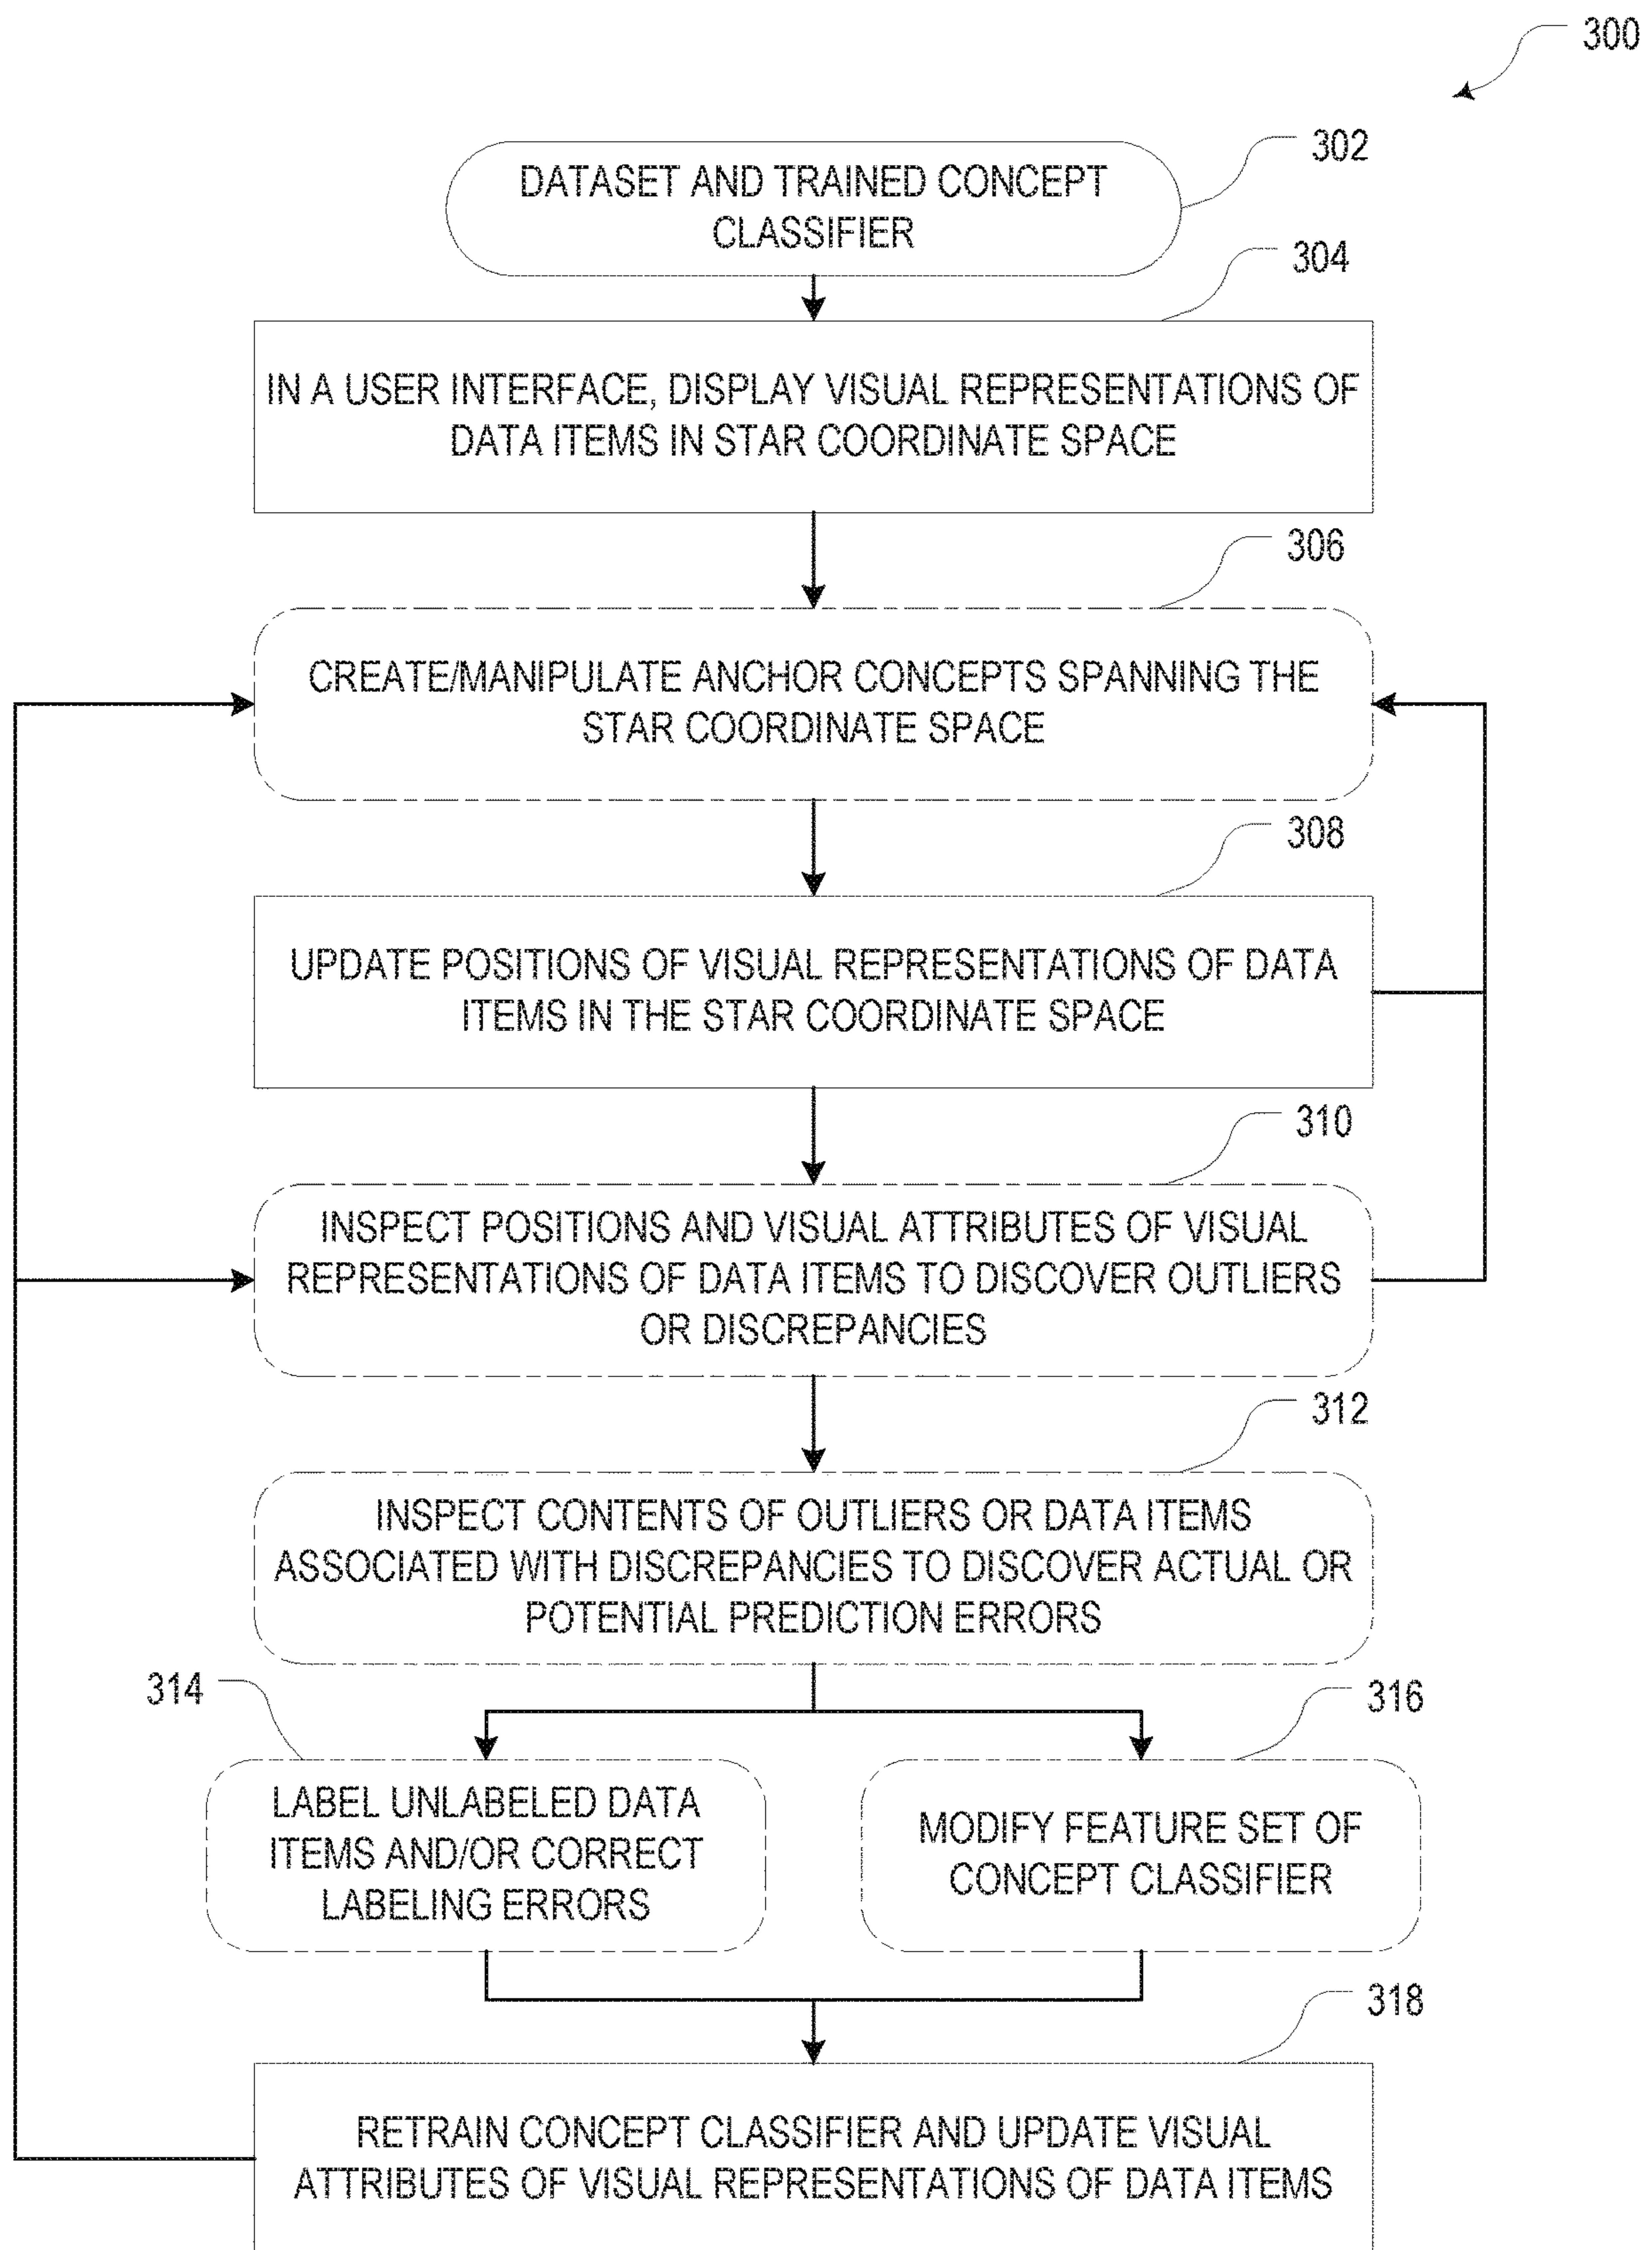 300
302
DATASET AND TRAINED CONCEPT
CLASSIFIER
304
IN A USER INTERFACE, DISPLAY VISUAL REPRESENTATIONS OF
DATA ITEMS IN STAR COORDINATE SPACE
306
CREATE/MANIPULATE ANCHOR CONCEPTS SPANNING THE
STAR COORDINATE SPACE
308
UPDATE POSITIONS OF VISUAL REPRESENTATIONS OF DATA
ITEMS IN THE STAR COORDINATE SPACE
310
INSPECT POSITIONS AND VISUAL ATTRIBUTES OF VISUAL
REPRESENTATIONS OF DATA ITEMS TO DISCOVER OUTLIERS
OR DISCREPANCIES
312
INSPECT CONTENTS OF OUTLIERS OR DATA ITEMS
ASSOCIATED WITH DISCREPANCIES TO DISCOVER ACTUAL OR
POTENTIAL PREDICTION ERRORS
314
LABEL UNLABELED DATA
ITEMS AND/OR CORRECT
LABELING ERRORS
316
MODIFY FEATURE SET OF
CONCEPT CLASSIFIER
318
RETRAIN CONCEPT CLASSIFIER AND UPDATE VISUAL
ATTRIBUTES OF VISUAL REPRESENTATIONS OF DATA ITEMS